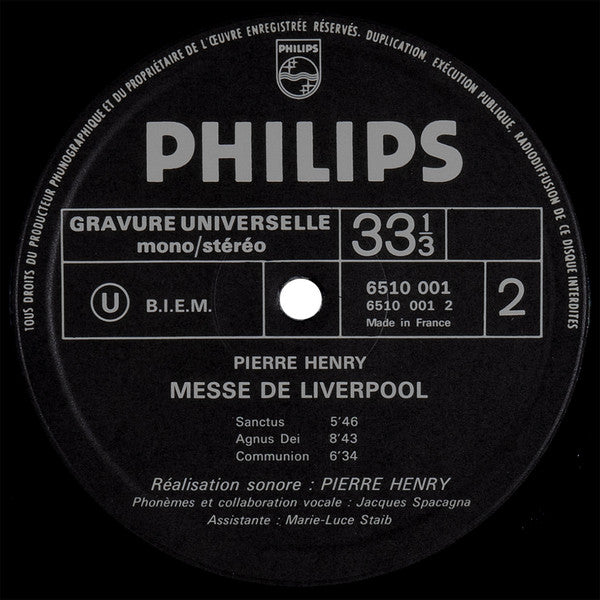 TOUS DROITS DU PRODUCTEUR PHONOGRAPHIQUE ET DU PROPRIÉTAIRE DE L'ŒUVRE ENREGISTRÉE RÉSERVÉS. DUPLICATION, EXÉCUTION PUBLIQUE, RADIODIFFUSION DE CE DISQUE INTERDITES
PHILIPS
PHILIPS
GRAVURE UNIVERSELLE
mono/stéréo
33 1/3
U B.I.E.M.
6510 001
6510 001 2
Made in France
2
PIERRE HENRY
MESSE DE LIVERPOOL
Sanctus 5'46
Agnus Dei 8'43
Communion 6'34
Réalisation sonore : PIERRE HENRY
Phonèmes et collaboration vocale : Jacques Spacagna
Assistante : Marie-Luce Staib